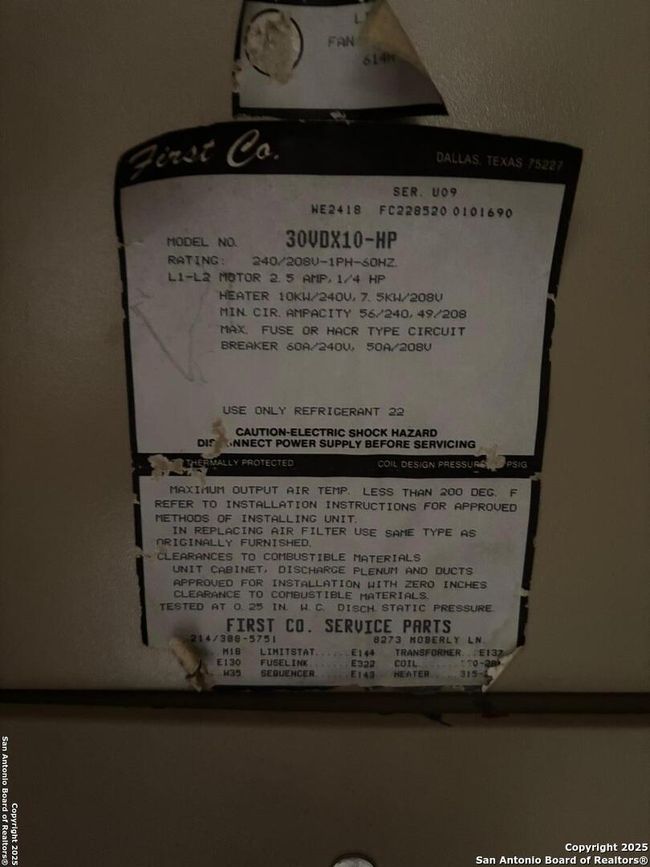 FAN
First Co.
DALLAS, TEXAS 75227
SER. U09
WE2418 FC228520 0101690
MODEL NO. 30VDX10-HP
RATING: 240/208V-1PH-60HZ.
L1-L2 MOTOR 2.5 AMP, 1/4 HP
HEATER 10KW/240V, 7.5KW/208V
MIN. CIR. AMPACITY 56/240, 49/208
MAX. FUSE OR HACR TYPE CIRCUIT
BREAKER 60A/240V, 50A/208V
USE ONLY REFRIGERANT 22
CAUTION-ELECTRIC SHOCK HAZARD
POWER SUPPLY BEFORE SERVICING
THERMALLY PROTECTED COIL DESIGN PRESSURE PSIG
MAXIMUM OUTPUT AIR TEMP. LESS THAN 200 DEG. F
REFER TO INSTALLATION INSTRUCTIONS FOR APPROVED
METHODS OF INSTALLING UNIT.
IN REPLACING AIR FILTER USE SAME TYPE AS
ORIGINALLY FURNISHED.
CLEARANCES TO COMBUSTIBLE MATERIALS
UNIT CABINET, DISCHARGE PLENUM AND DUCTS
APPROVED FOR INSTALLATION WITH ZERO INCHES
CLEARANCE TO COMBUSTIBLE MATERIALS.
TESTED AT 0.25 IN. W.C. DISCH. STATIC PRESSURE
FIRST CO. SERVICE PARTS
214/388-5751 8273 MOBERLY LN.
M18 LIMITSTAT......E144 TRANSFORMER...E137
E130 FUSELINK.......E322 COIL
W35 SEQUENCER......E143 HEATER
Copyright 2025
San Antonio Board of Realtors®
Copyright 2025
San Antonio Board of Realtors®